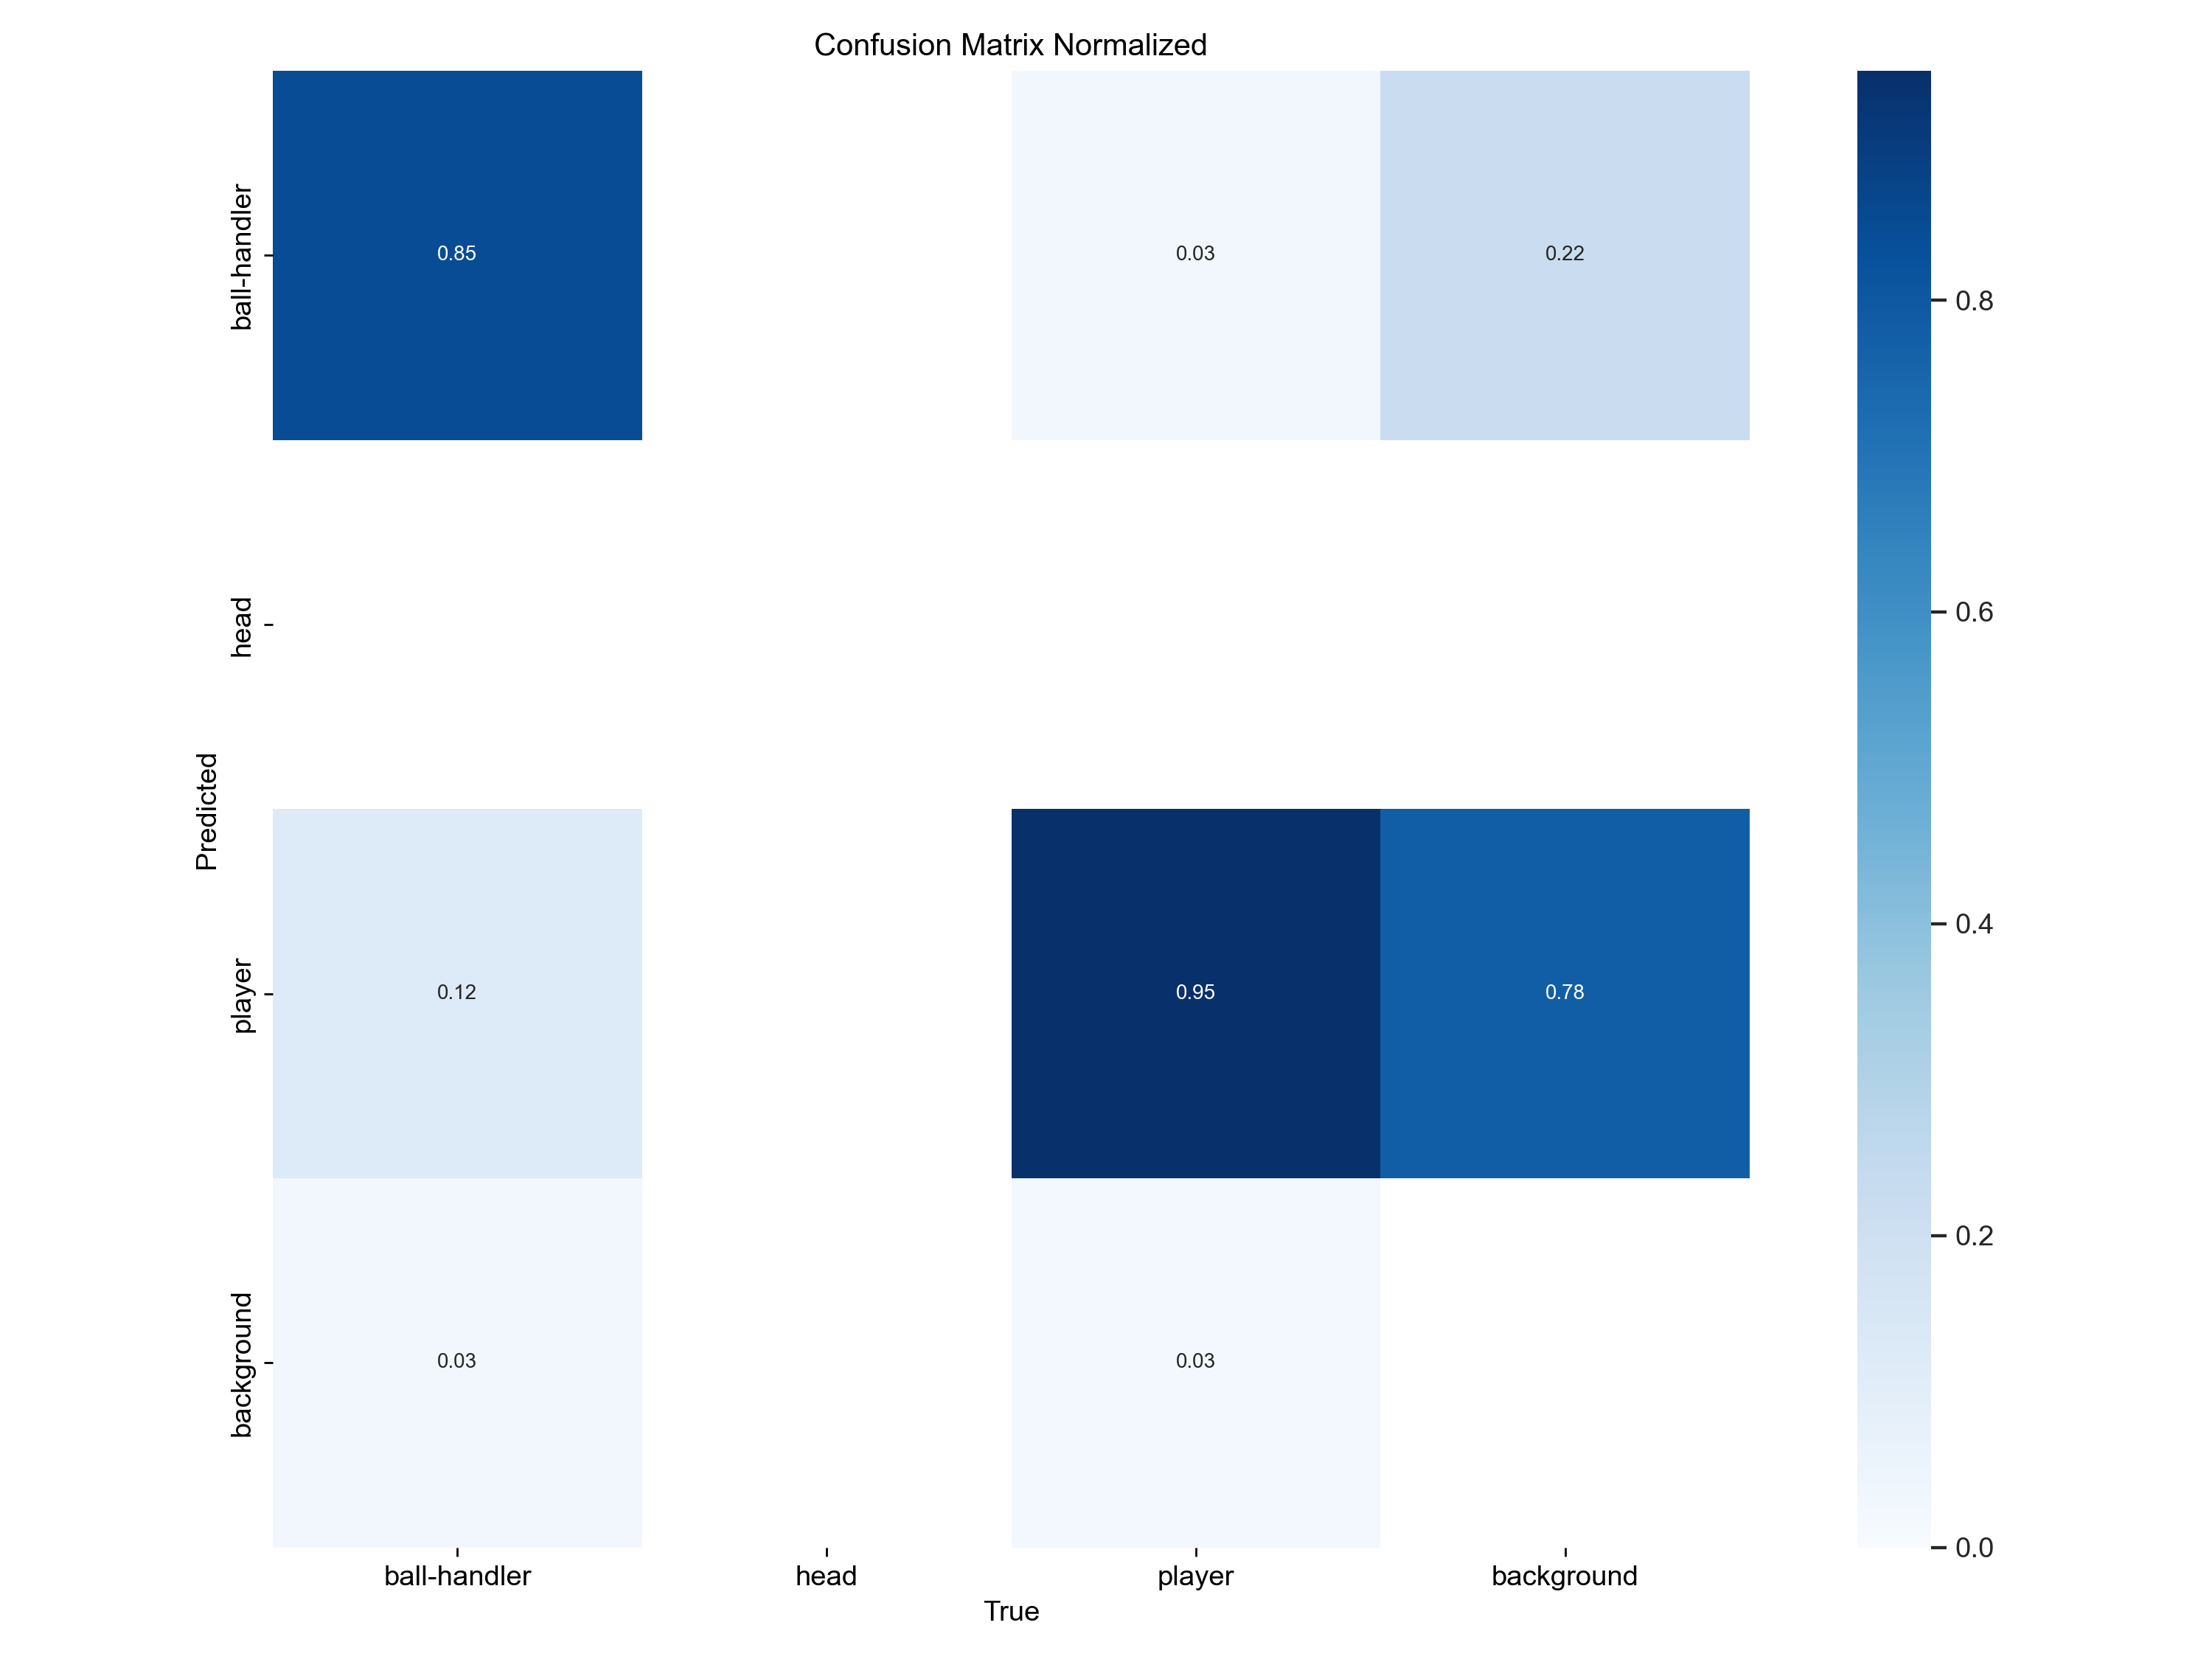 Confusion Matrix Normalized
ball-handler
0.85
0.03
0.22
head
player
0.12
0.95
0.78
background
0.03
0.03
Predicted
ball-handler
head
player
background
True
0.8
0.6
0.4
0.2
0.0